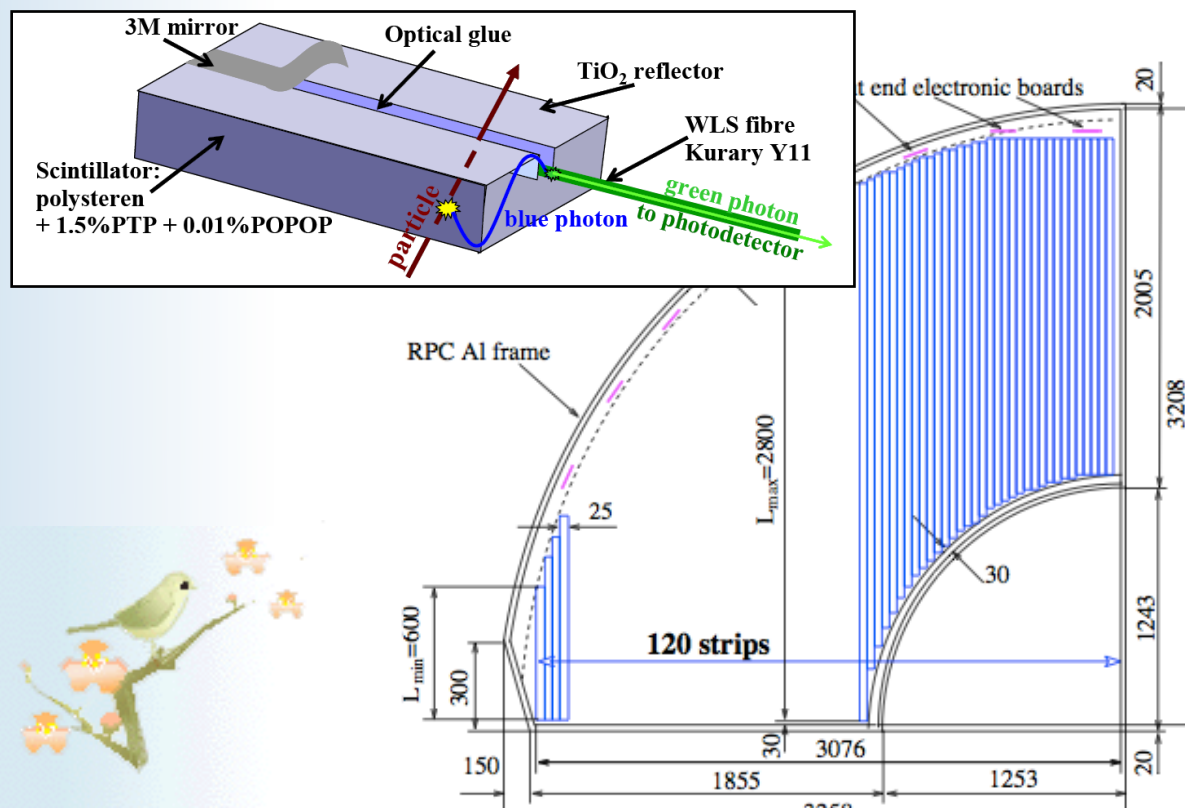 3M mirror
Optical glue
TiO₂ reflector
WLS fibre
Kurary Y11
Scintillator:
polysteren
+ 1.5%PTP + 0.01%POPOP
particle
blue photon
green photon
to photodetector
end electronic boards
RPC Al frame
20
2005
3208
1243
20
Lmax=2800
25
Lmin=600
300
120 strips
30
30
3076
150
1855
1253